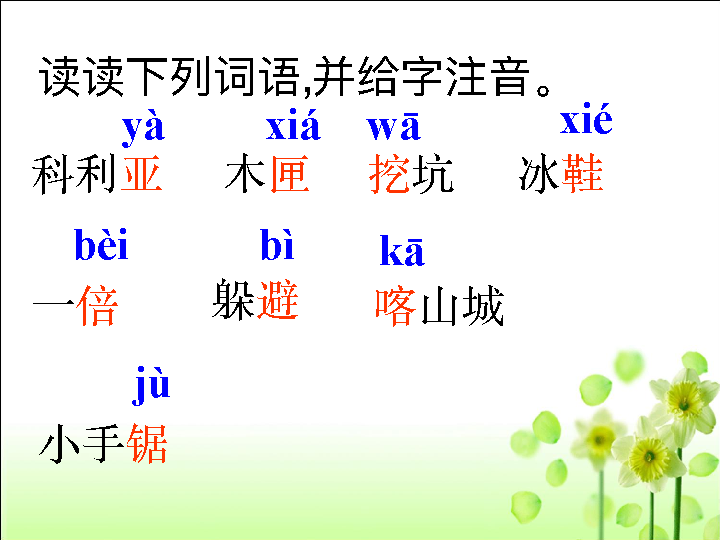 读读下列词语,并给字注音。
yà xiá wā xié
科利亚 木匣 挖坑 冰鞋
bèi bì kā
一倍 躲避 喀山城
jù
小手锯